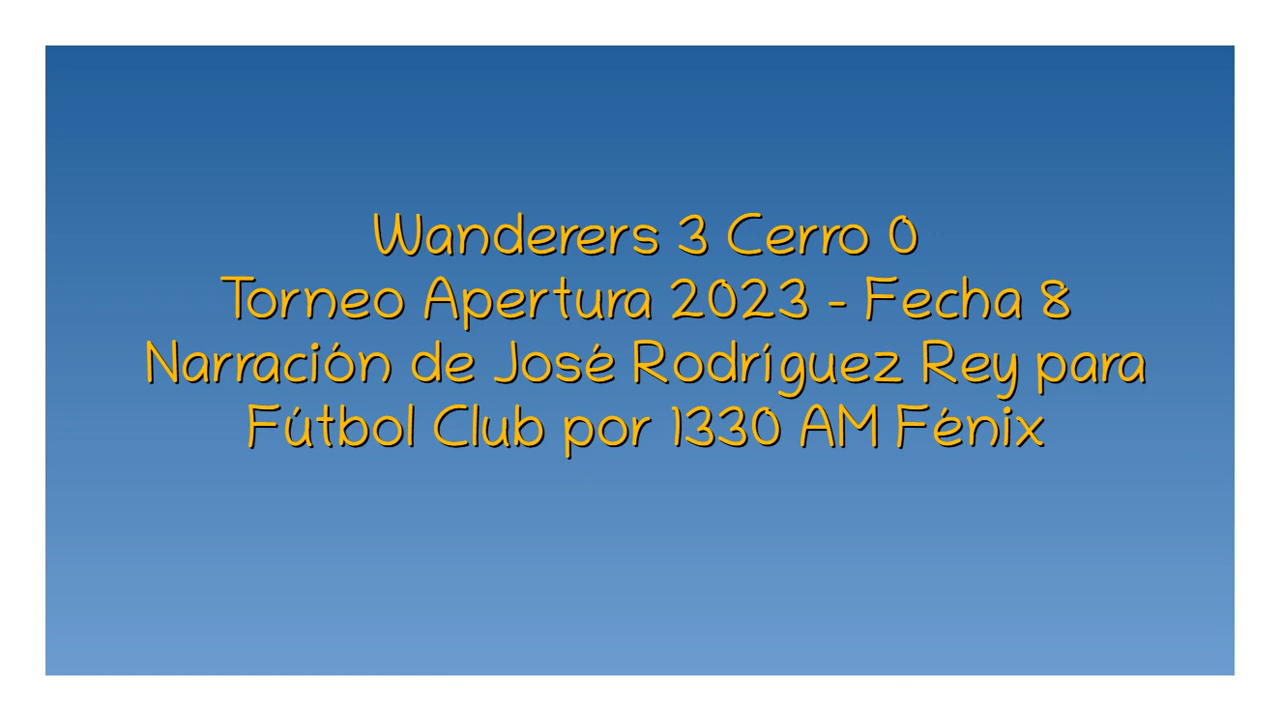 Wanderers 3 Cerro 0
Torneo Apertura 2023 - Fecha 8
Narración de José Rodríguez Rey para
Fútbol Club por 1330 AM Fénix